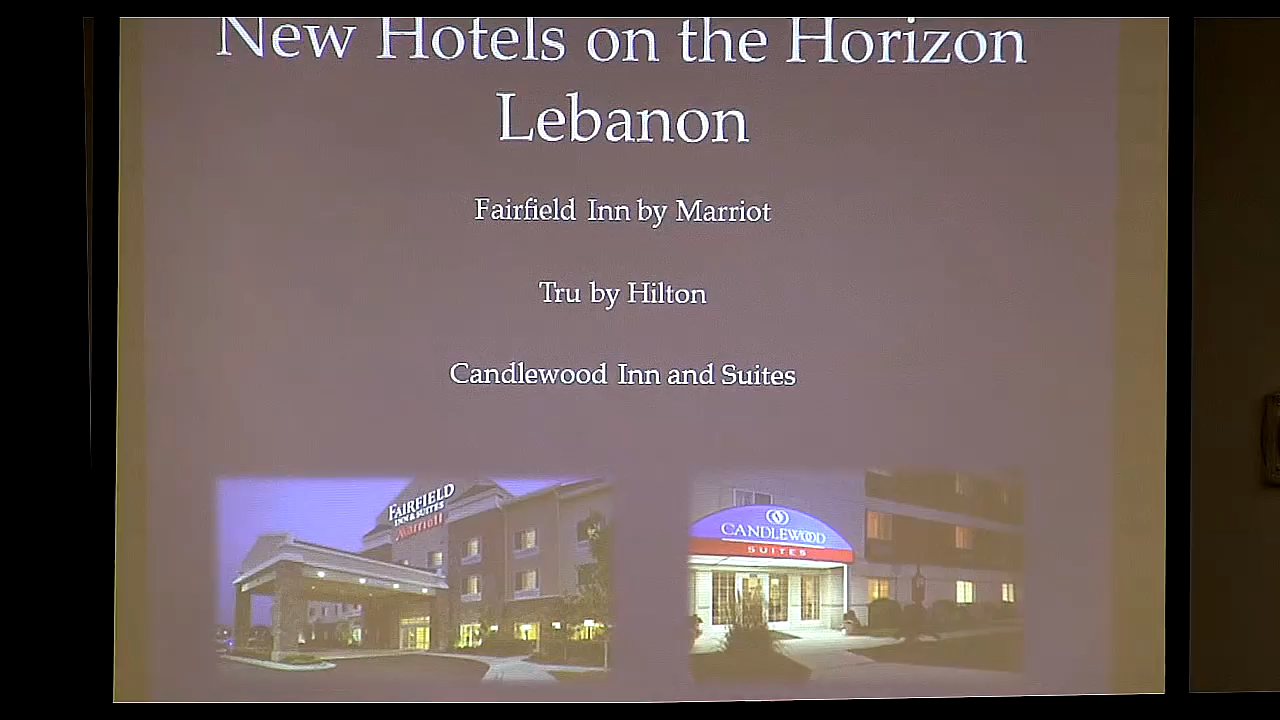 New Hotels on the Horizon
Lebanon
Fairfield Inn by Marriot
Tru by Hilton
Candlewood Inn and Suites
FAIRFIELD
INN & SUITES
Marriott
CANDLEWOOD
SUITES